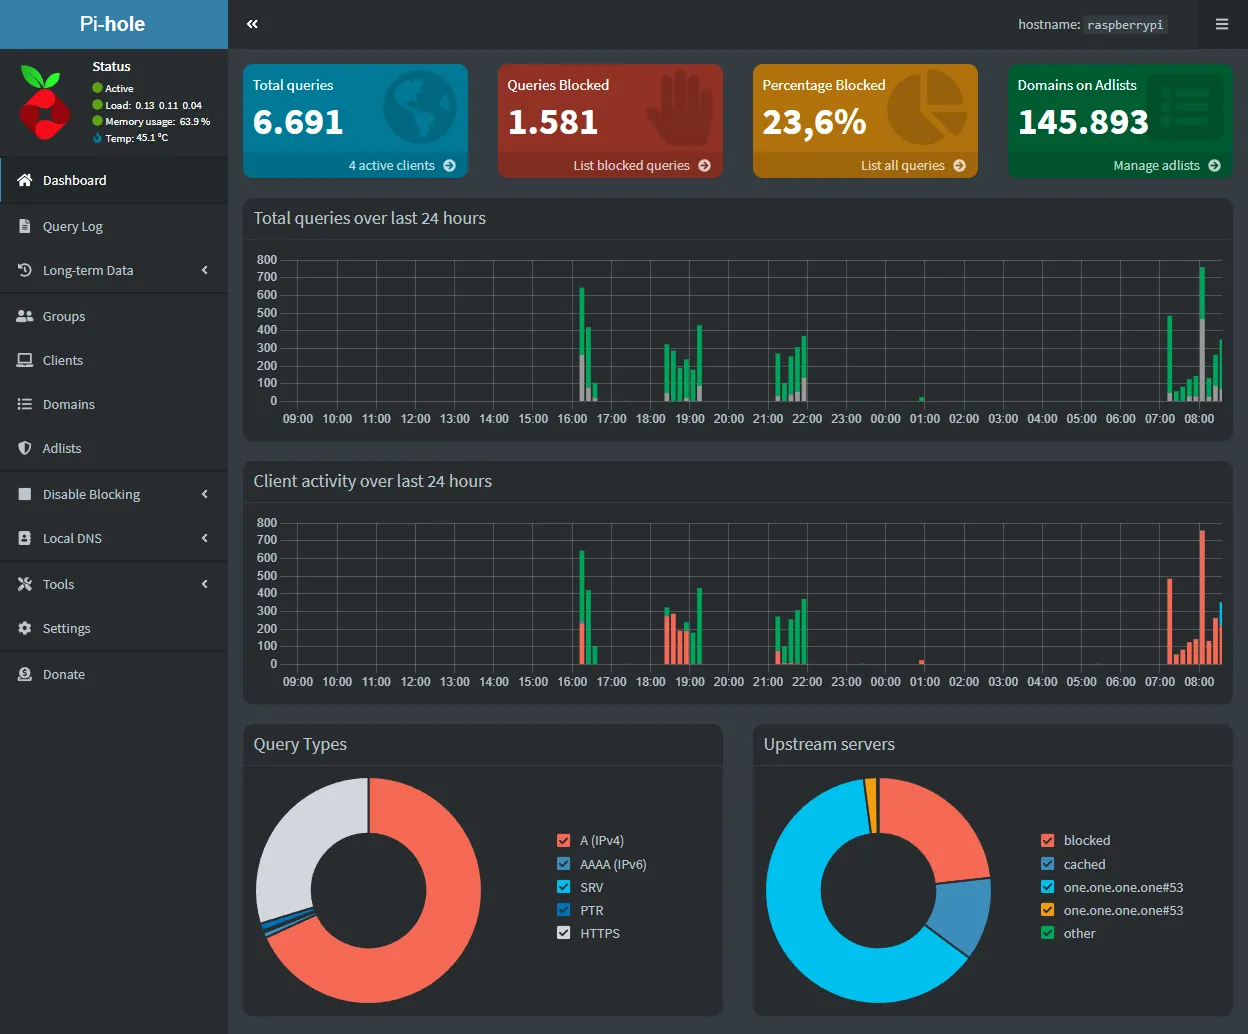 Pi-hole
hostname: raspberrypi
Status
Active
Load: 0.13 0.11 0.04
Memory usage: 63.9 %
Temp: 45.1 °C
Dashboard
Query Log
Long-term Data
Groups
Clients
Domains
Adlists
Disable Blocking
Local DNS
Tools
Settings
Donate
Total queries
6.691
4 active clients
Queries Blocked
1.581
List blocked queries
Percentage Blocked
23,6%
List all queries
Domains on Adlists
145.893
Manage adlists
Total queries over last 24 hours
800
700
600
500
400
300
200
100
0
09:00 10:00 11:00 12:00 13:00 14:00 15:00 16:00 17:00 18:00 19:00 20:00 21:00 22:00 23:00 00:00 01:00 02:00 03:00 04:00 05:00 06:00 07:00 08:00
Client activity over last 24 hours
800
700
600
500
400
300
200
100
0
09:00 10:00 11:00 12:00 13:00 14:00 15:00 16:00 17:00 18:00 19:00 20:00 21:00 22:00 23:00 00:00 01:00 02:00 03:00 04:00 05:00 06:00 07:00 08:00
Query Types
A (IPv4)
AAAA (IPv6)
SRV
PTR
HTTPS
Upstream servers
blocked
cached
one.one.one.one#53
one.one.one.one#53
other